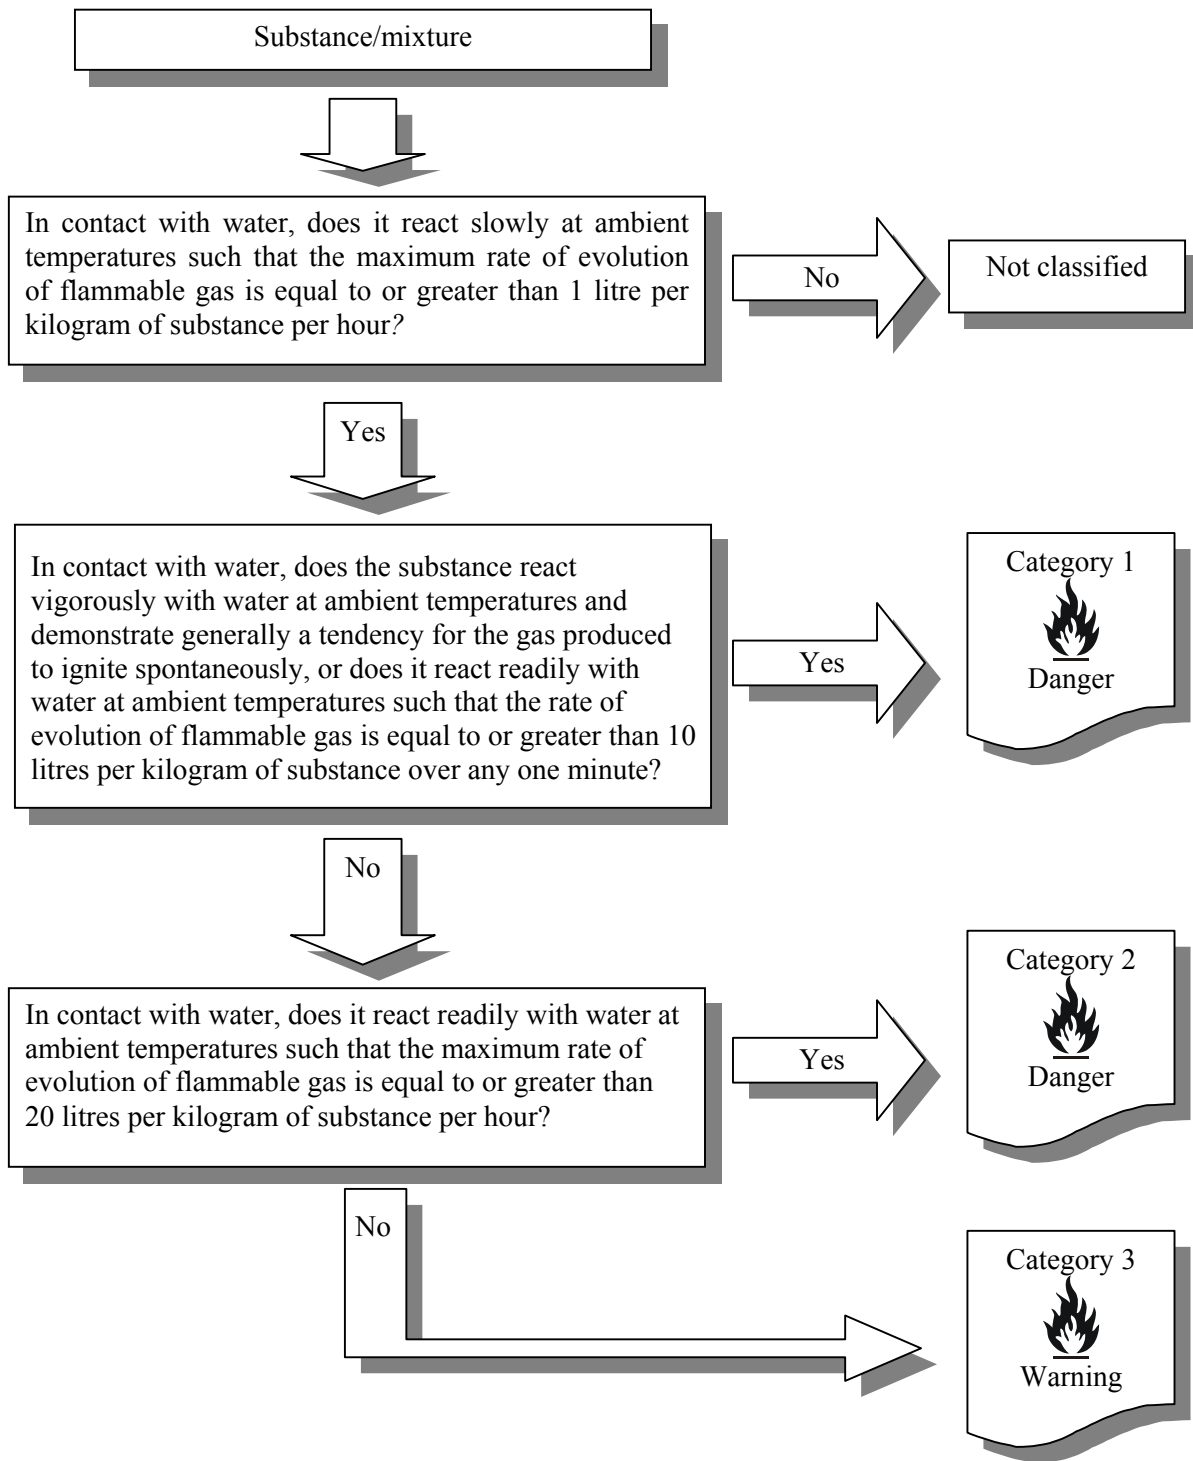 Substance/mixture
In contact with water, does it react slowly at ambient
temperatures such that the maximum rate of evolution
of flammable gas is equal to or greater than 1 litre per
kilogram of substance per hour?
No
Not classified
Yes
In contact with water, does the substance react
vigorously with water at ambient temperatures and
demonstrate generally a tendency for the gas produced
to ignite spontaneously, or does it react readily with
water at ambient temperatures such that the rate of
evolution of flammable gas is equal to or greater than 10
litres per kilogram of substance over any one minute?
Yes
Category 1
Danger
No
In contact with water, does it react readily with water at
ambient temperatures such that the maximum rate of
evolution of flammable gas is equal to or greater than
20 litres per kilogram of substance per hour?
Yes
Category 2
Danger
No
Category 3
Warning